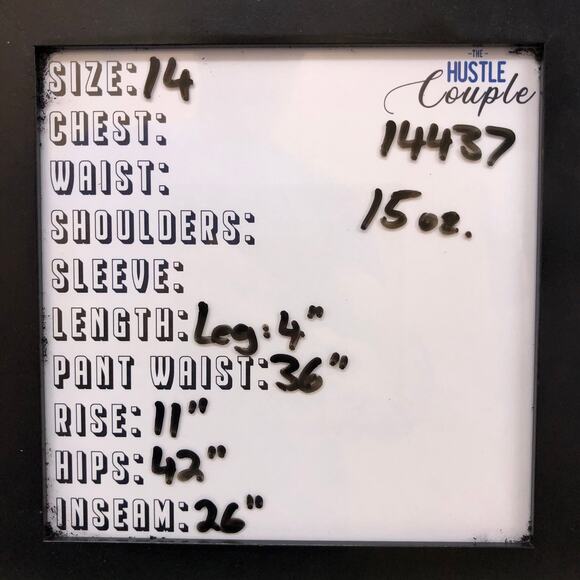 SIZE: 14
-THE-
HUSTLE
Couple
CHEST:
14437
WAIST:
15 oz.
SHOULDERS:
SLEEVE:
LENGTH: Leg: 4"
PANT WAIST: 36"
RISE: 11"
HIPS: 42"
INSEAM: 26"